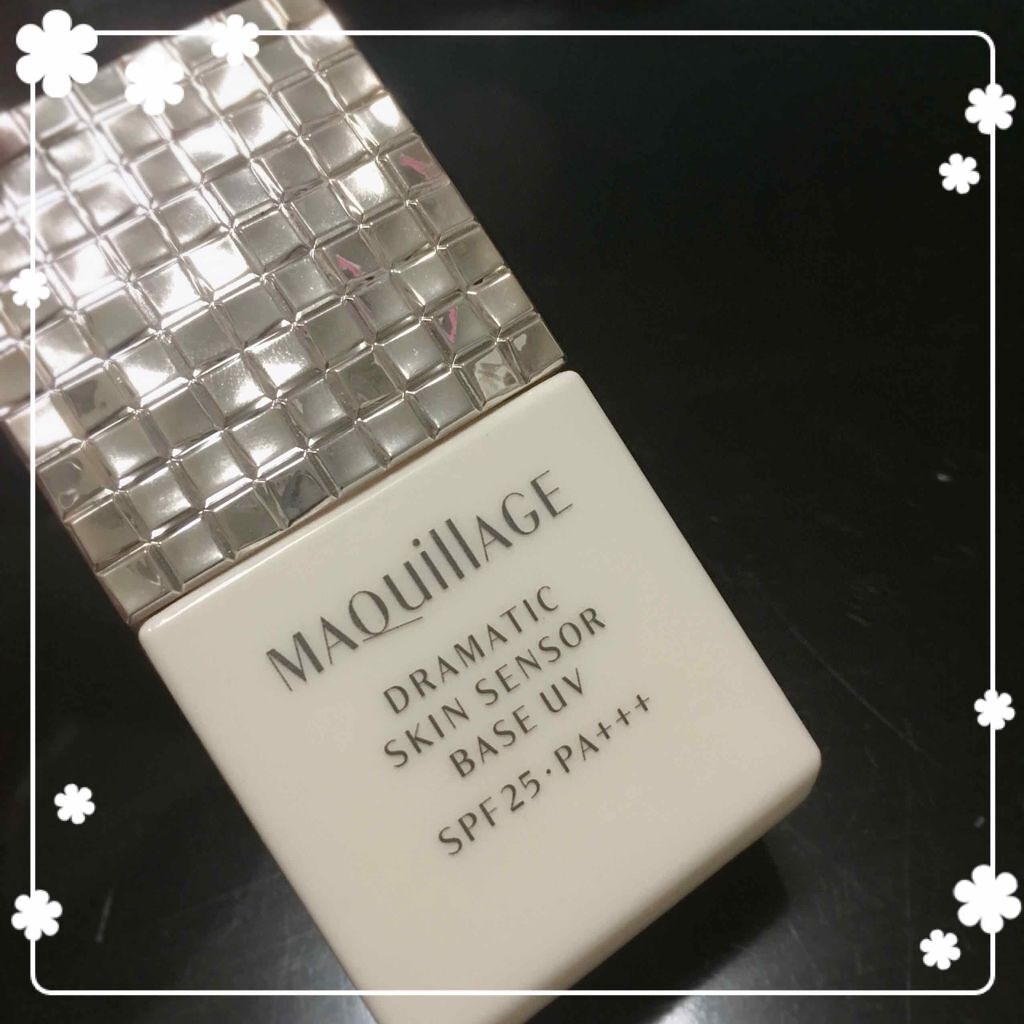 MAQuillAGE
DRAMATIC
SKIN SENSOR
BASE UV
SPF25・PA+++